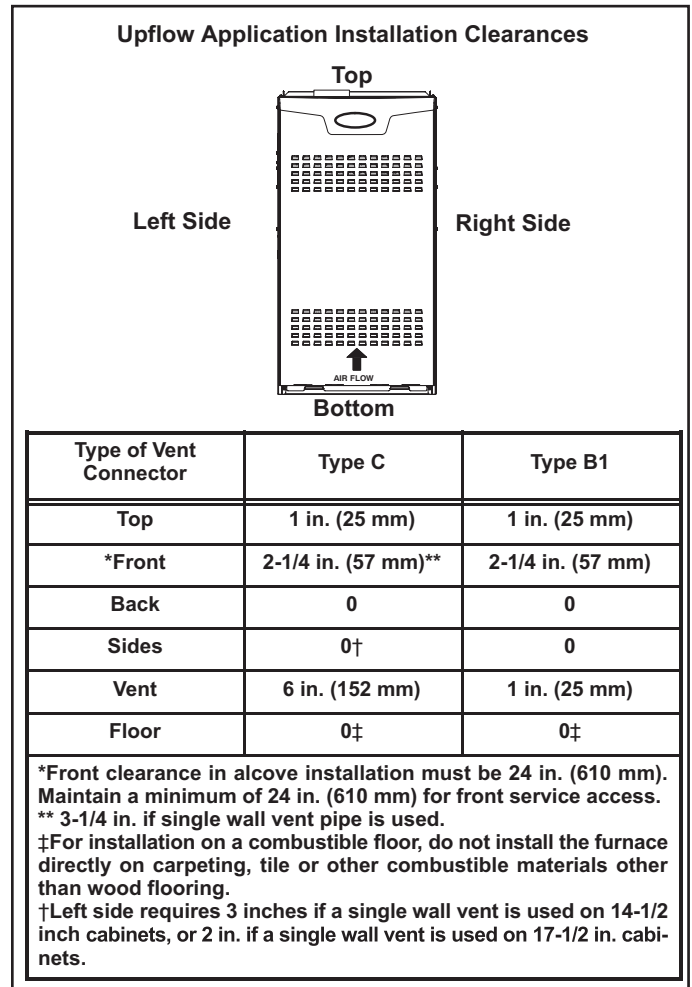 Upflow Application Installation Clearances
Top
Left Side
Right Side
AIR FLOW
Bottom
Type of Vent Connector
Type C
Type B1
Top
1 in. (25 mm)
1 in. (25 mm)
*Front
2-1/4 in. (57 mm)**
2-1/4 in. (57 mm)
Back
0
0
Sides
0†
0
Vent
6 in. (152 mm)
1 in. (25 mm)
Floor
0‡
0‡
*Front clearance in alcove installation must be 24 in. (610 mm).
Maintain a minimum of 24 in. (610 mm) for front service access.
** 3-1/4 in. if single wall vent pipe is used.
‡For installation on a combustible floor, do not install the furnace
directly on carpeting, tile or other combustible materials other
than wood flooring.
†Left side requires 3 inches if a single wall vent is used on 14-1/2
inch cabinets, or 2 in. if a single wall vent is used on 17-1/2 in. cabi-
nets.